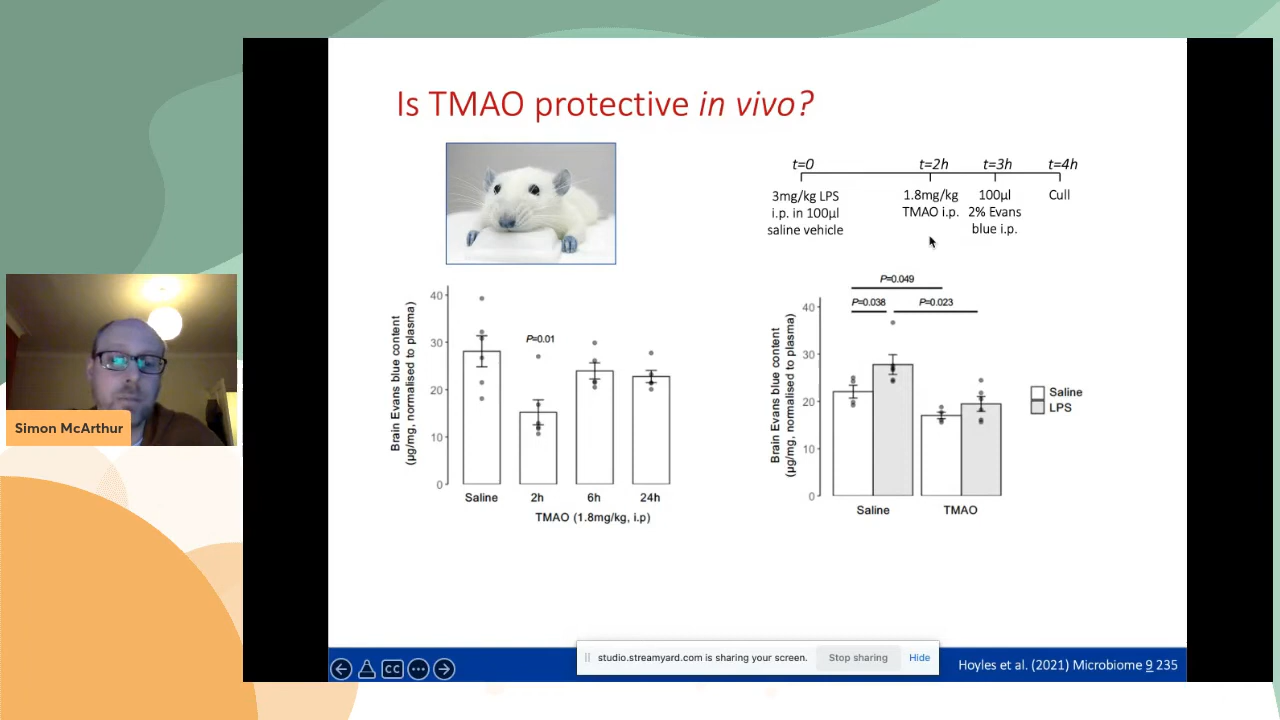 Is TMAO protective in vivo?
t=0
t=2h
t=3h
t=4h
3mg/kg LPS
i.p. in 100µl
saline vehicle
1.8mg/kg
TMAO i.p.
100µl
2% Evans
blue i.p.
Cull
Brain Evans blue content
(µg/mg, normalised to plasma)
40
30
20
10
0
P=0.01
Saline
2h
6h
24h
TMAO (1.8mg/kg, i.p)
Brain Evans blue content
(µg/mg, normalised to plasma)
40
30
20
10
0
P=0.049
P=0.038
P=0.023
Saline
TMAO
Saline
LPS
Simon McArthur
studio.streamyard.com is sharing your screen.
Stop sharing
Hide
CC
Hoyles et al. (2021) Microbiome 9 235